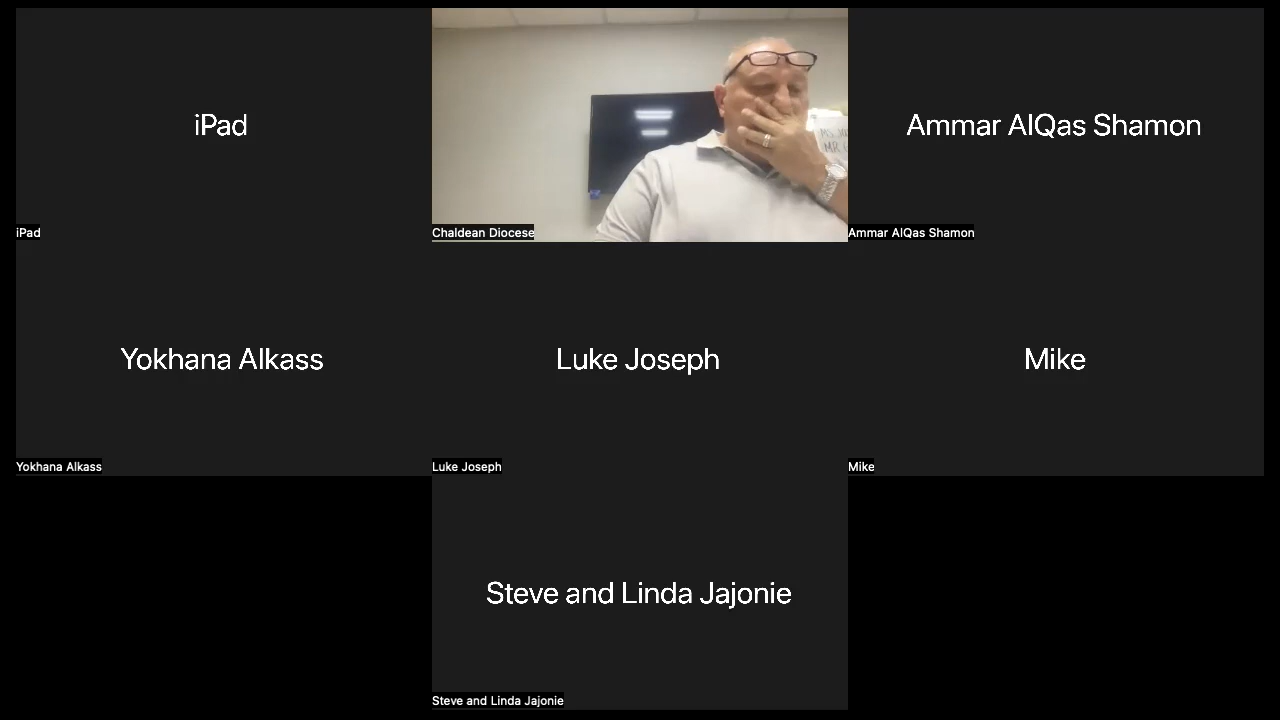 iPad
Ammar AlQas Shamon
iPad
Chaldean Diocese
Ammar AlQas Shamon
Yokhana Alkass
Luke Joseph
Mike
Yokhana Alkass
Luke Joseph
Mike
Steve and Linda Jajonie
Steve and Linda Jajonie